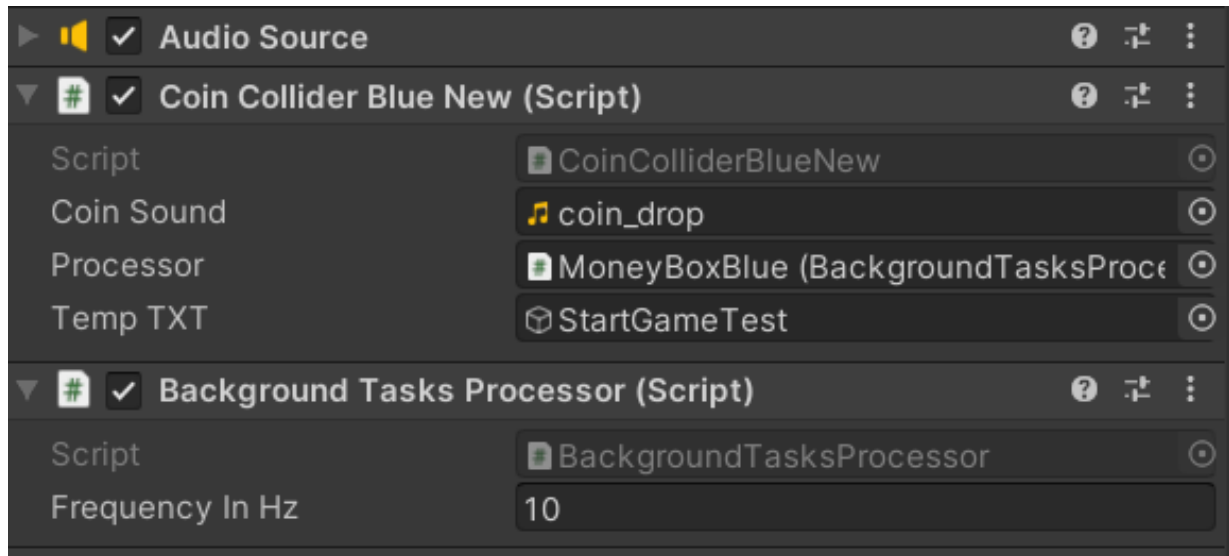 Audio Source
Coin Collider Blue New (Script)
Script CoinColliderBlueNew
Coin Sound coin_drop
Processor MoneyBoxBlue (BackgroundTasksProce
Temp TXT StartGameTest
Background Tasks Processor (Script)
Script BackgroundTasksProcessor
Frequency In Hz 10